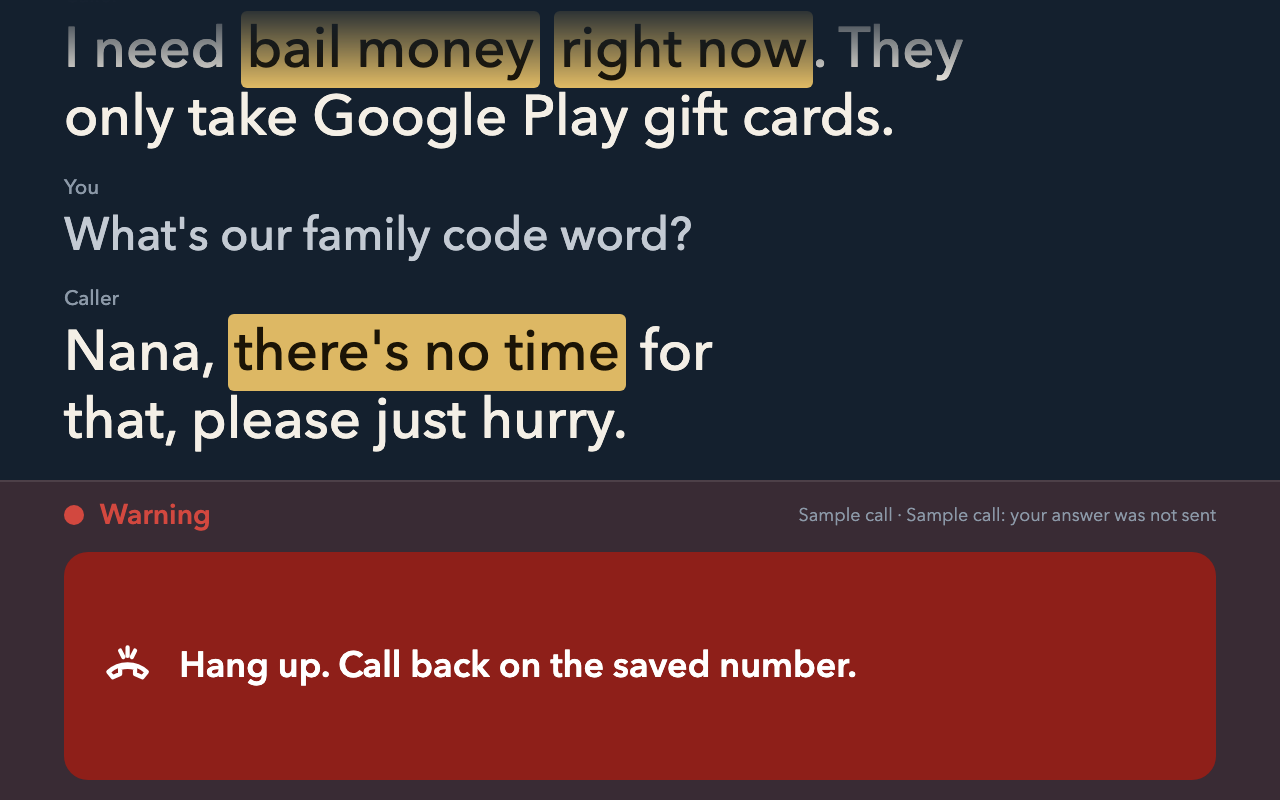 I need bail money right now. They
only take Google Play gift cards.
You
What's our family code word?
Caller
Nana, there's no time for
that, please just hurry.
Warning
Sample call · Sample call: your answer was not sent
Hang up. Call back on the saved number.